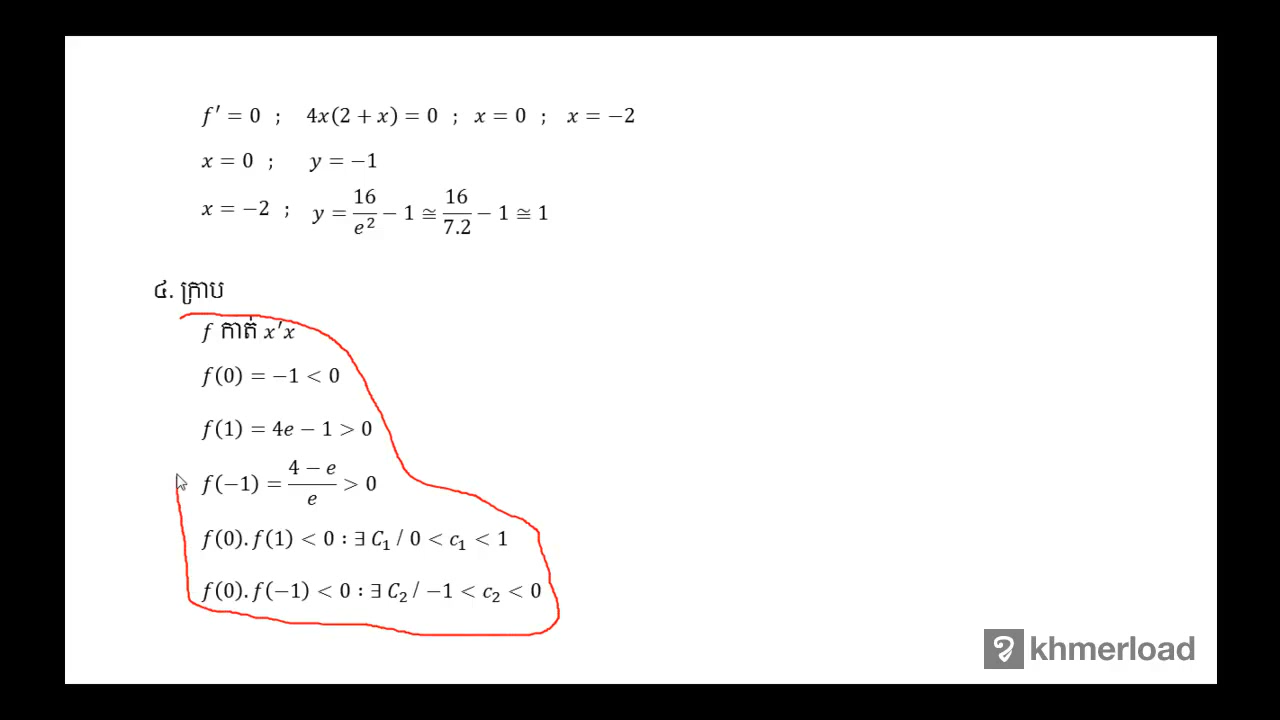 f′ = 0 ; 4x(2 + x) = 0 ; x = 0 ; x = −2
x = 0 ; y = −1
x = −2 ; y = 16/e² − 1 ≅ 16/7.2 − 1 ≅ 1
៤. ក្រាប
f កាត់ x′x
f(0) = −1 < 0
f(1) = 4e − 1 > 0
f(−1) = (4 − e)/e > 0
f(0). f(1) < 0 : ∃ C₁ / 0 < c₁ < 1
f(0). f(−1) < 0 : ∃ C₂ / −1 < c₂ < 0
khmerload